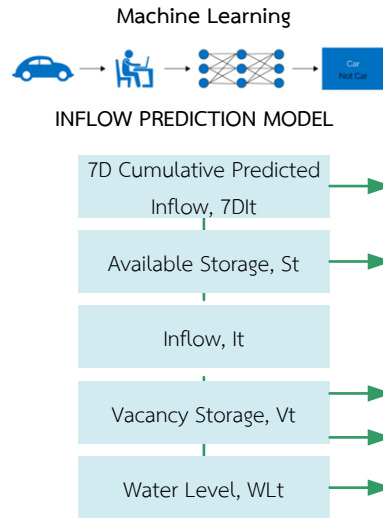 Machine Learning
Car
Not Car
INFLOW PREDICTION MODEL
7D Cumulative Predicted
Inflow, 7DIt
Available Storage, St
Inflow, It
Vacancy Storage, Vt
Water Level, WLt